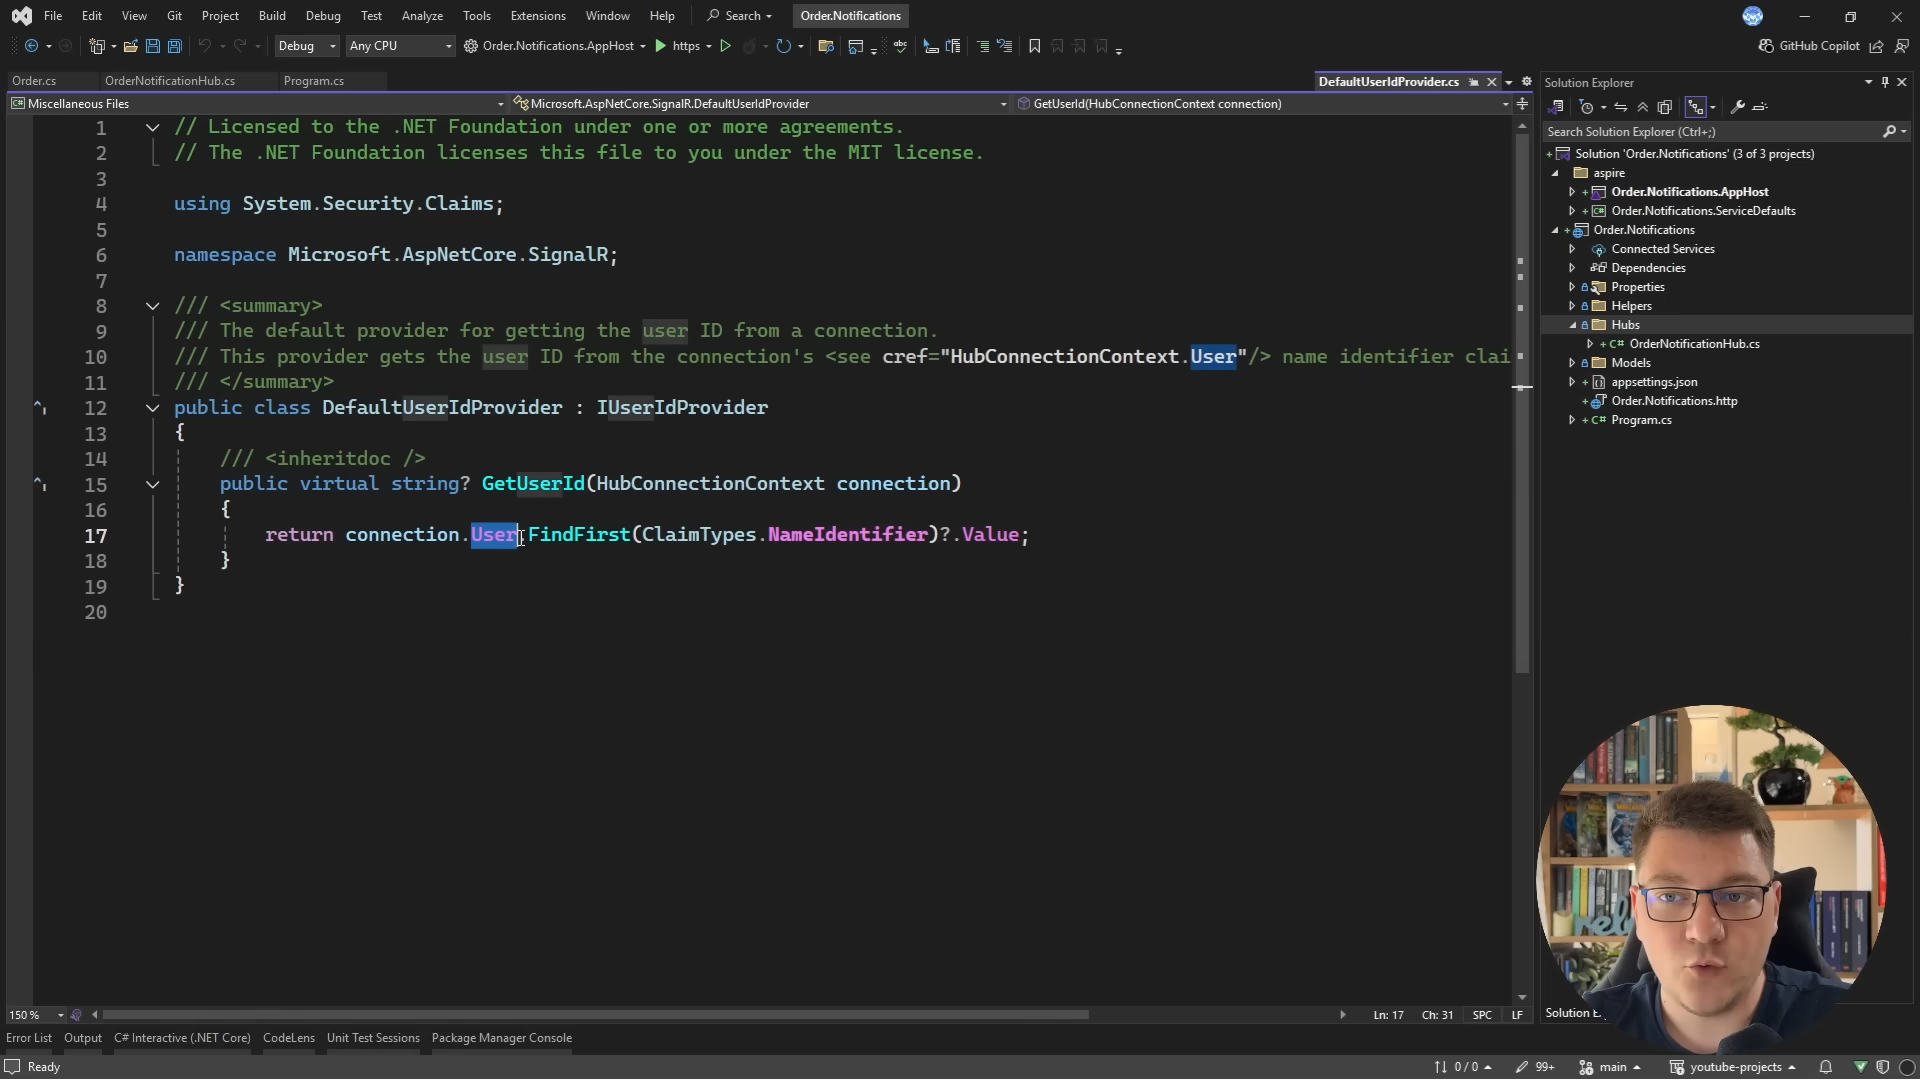 File Edit View Git Project Build Debug Test Analyze Tools Extensions Window Help Search Order.Notifications
Debug Any CPU Order.Notifications.AppHost https GitHub Copilot
Order.cs OrderNotificationHub.cs Program.cs DefaultUserIdProvider.cs
Miscellaneous Files Microsoft.AspNetCore.SignalR.DefaultUserIdProvider GetUserId(HubConnectionContext connection)
1 // Licensed to the .NET Foundation under one or more agreements.
2 // The .NET Foundation licenses this file to you under the MIT license.
3
4 using System.Security.Claims;
5
6 namespace Microsoft.AspNetCore.SignalR;
7
8 /// <summary>
9 /// The default provider for getting the user ID from a connection.
10 /// This provider gets the user ID from the connection's <see cref="HubConnectionContext.User"/> name identifier clai
11 /// </summary>
12 public class DefaultUserIdProvider : IUserIdProvider
13 {
14 /// <inheritdoc />
15 public virtual string? GetUserId(HubConnectionContext connection)
16 {
17 return connection.User.FindFirst(ClaimTypes.NameIdentifier)?.Value;
18 }
19 }
20
Solution Explorer
Search Solution Explorer (Ctrl+;)
Solution 'Order.Notifications' (3 of 3 projects)
aspire
Order.Notifications.AppHost
Order.Notifications.ServiceDefaults
Order.Notifications
Connected Services
Dependencies
Properties
Helpers
Hubs
OrderNotificationHub.cs
Models
appsettings.json
Order.Notifications.http
Program.cs
150 % Ln: 17 Ch: 31 SPC LF
Solution
Error List Output C# Interactive (.NET Core) CodeLens Unit Test Sessions Package Manager Console
Ready 0 / 0 99+ main youtube-projects